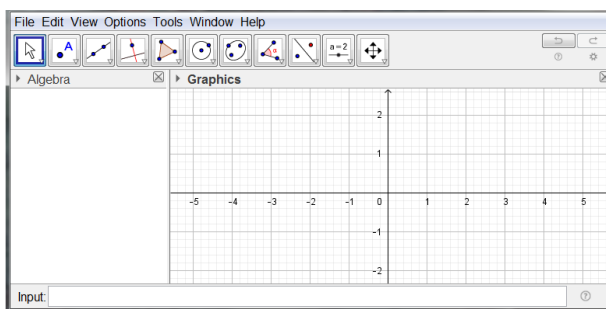 File Edit View Options Tools Window Help
A
α
a=2
Algebra
Graphics
2
1
-5 -4 -3 -2 -1 0 1 2 3 4 5
-1
-2
Input: